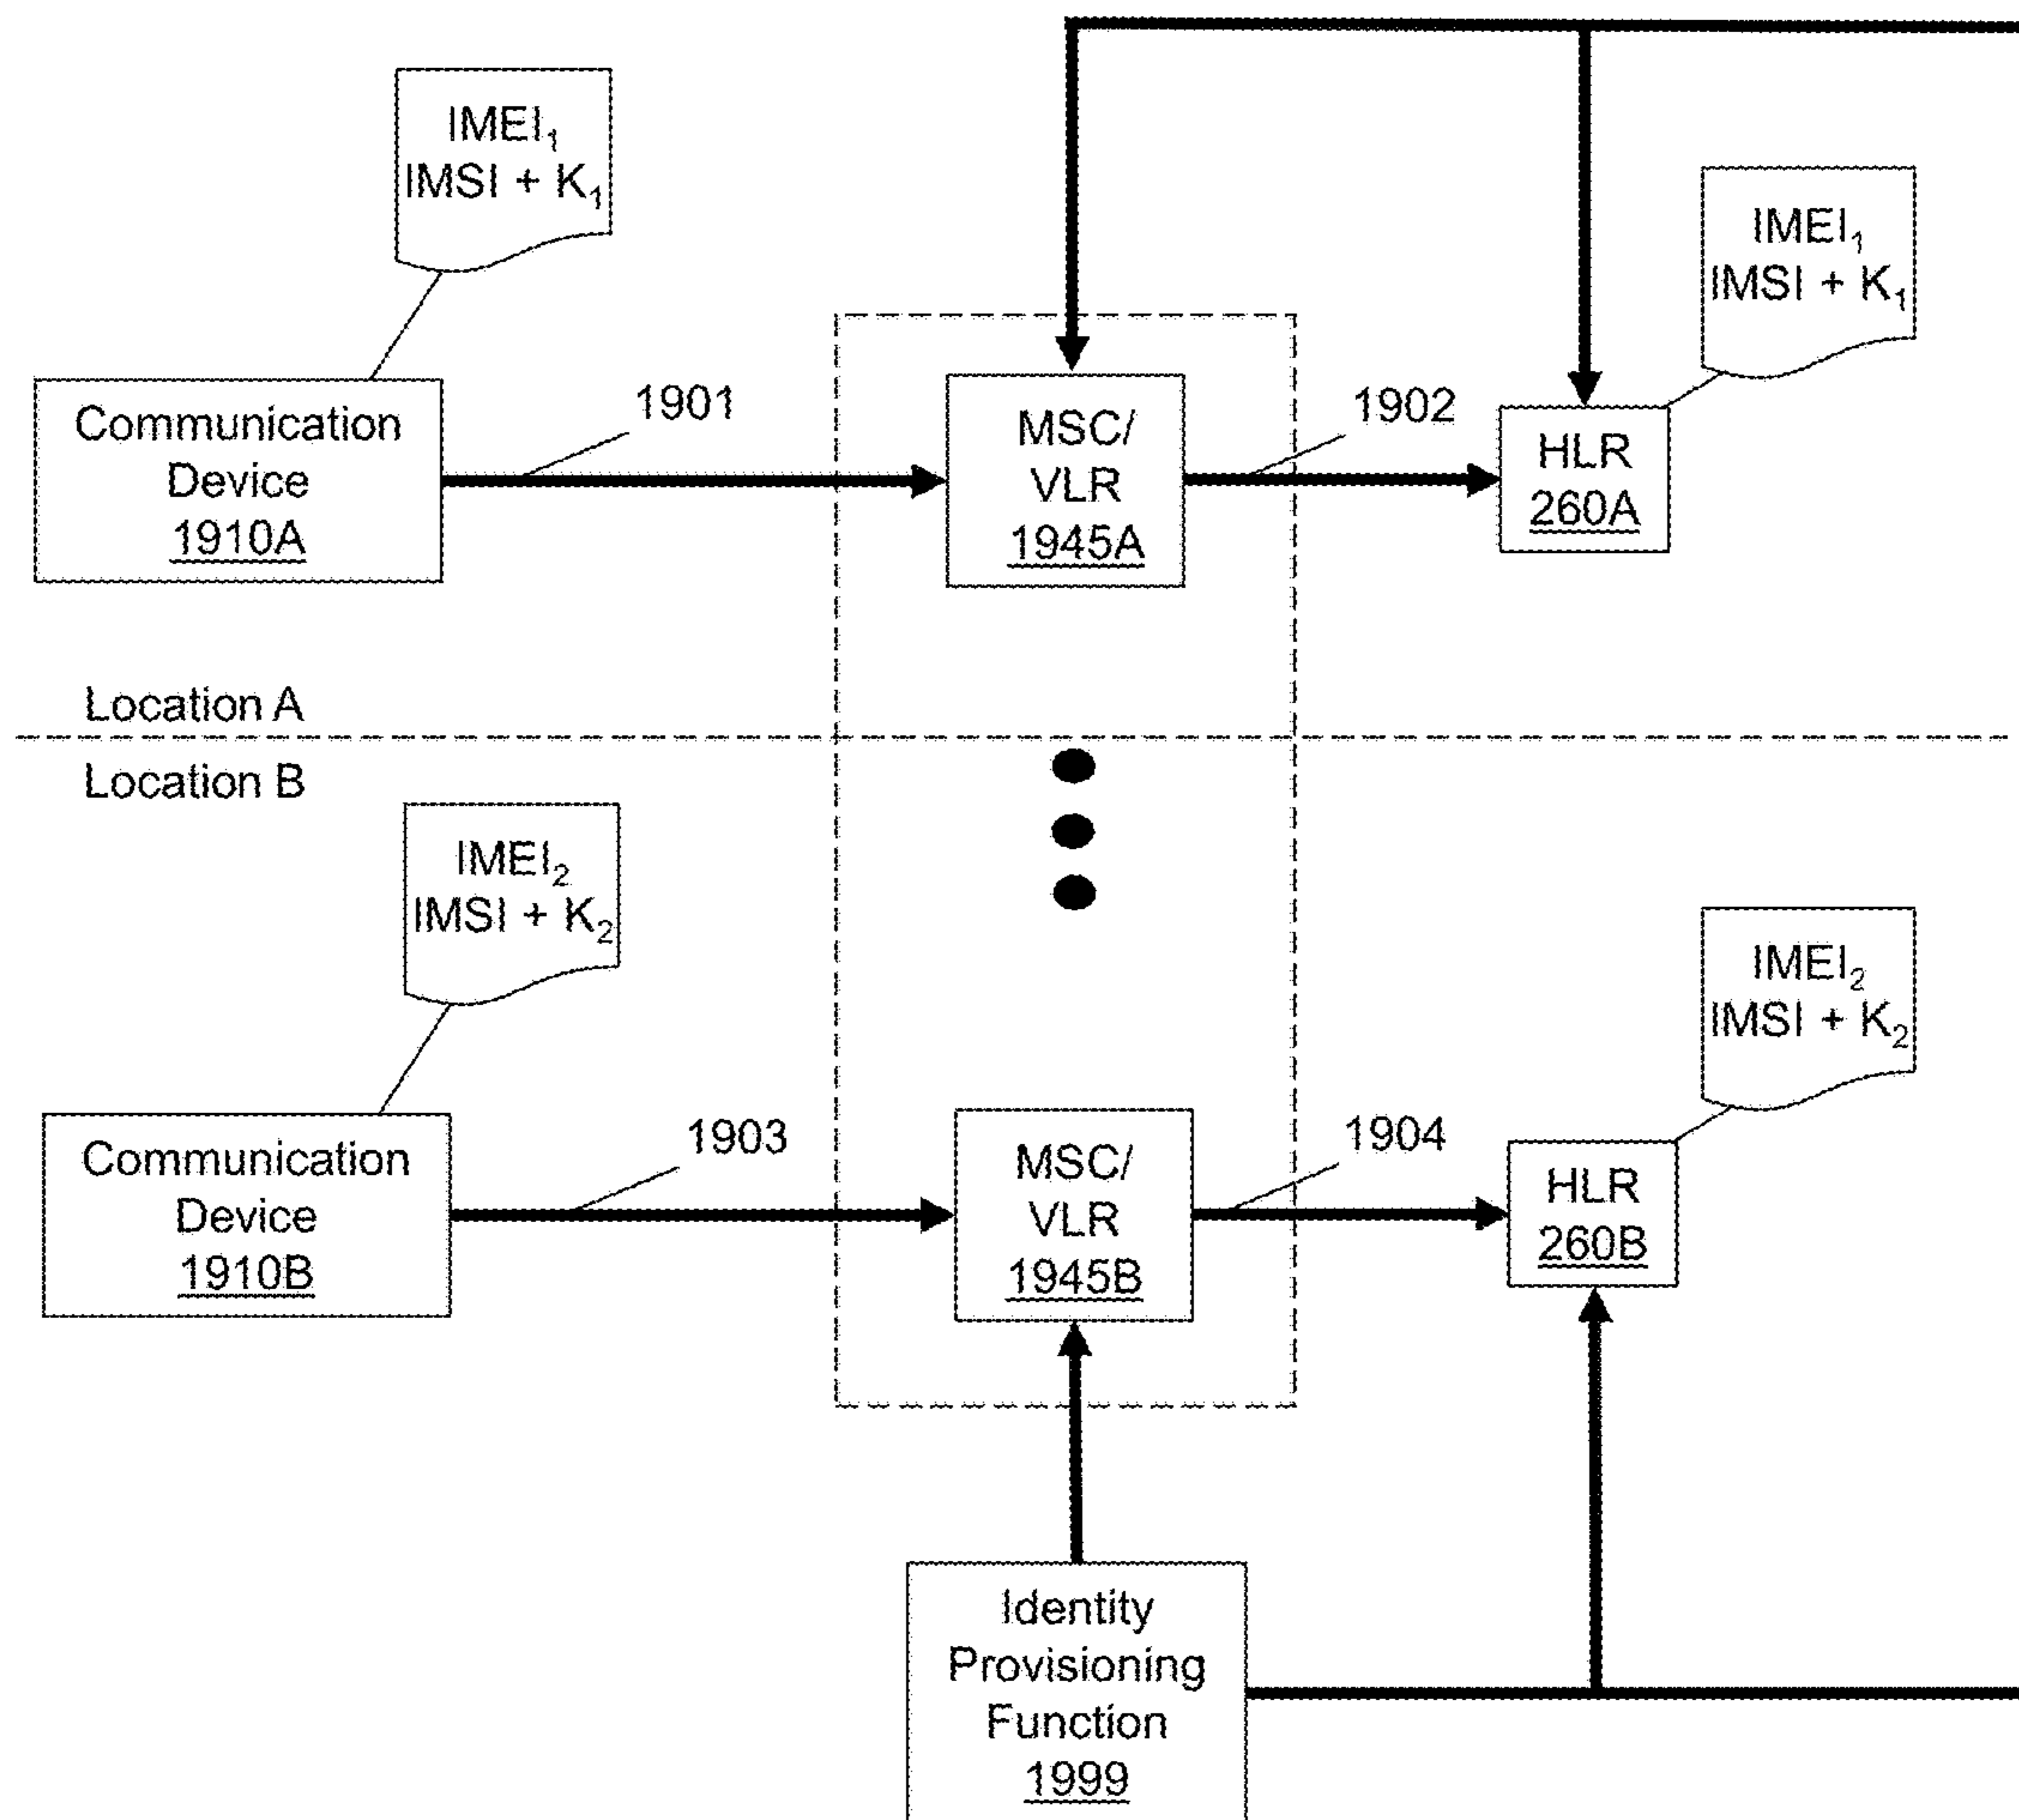 IMEI₁
IMSI + K₁
IMEI₁
IMSI + K₁
Communication
Device
1910A
1901
MSC/
VLR
1945A
1902
HLR
260A
Location A
Location B
IMEI₂
IMSI + K₂
IMEI₂
IMSI + K₂
Communication
Device
1910B
1903
MSC/
VLR
1945B
1904
HLR
260B
Identity
Provisioning
Function
1999